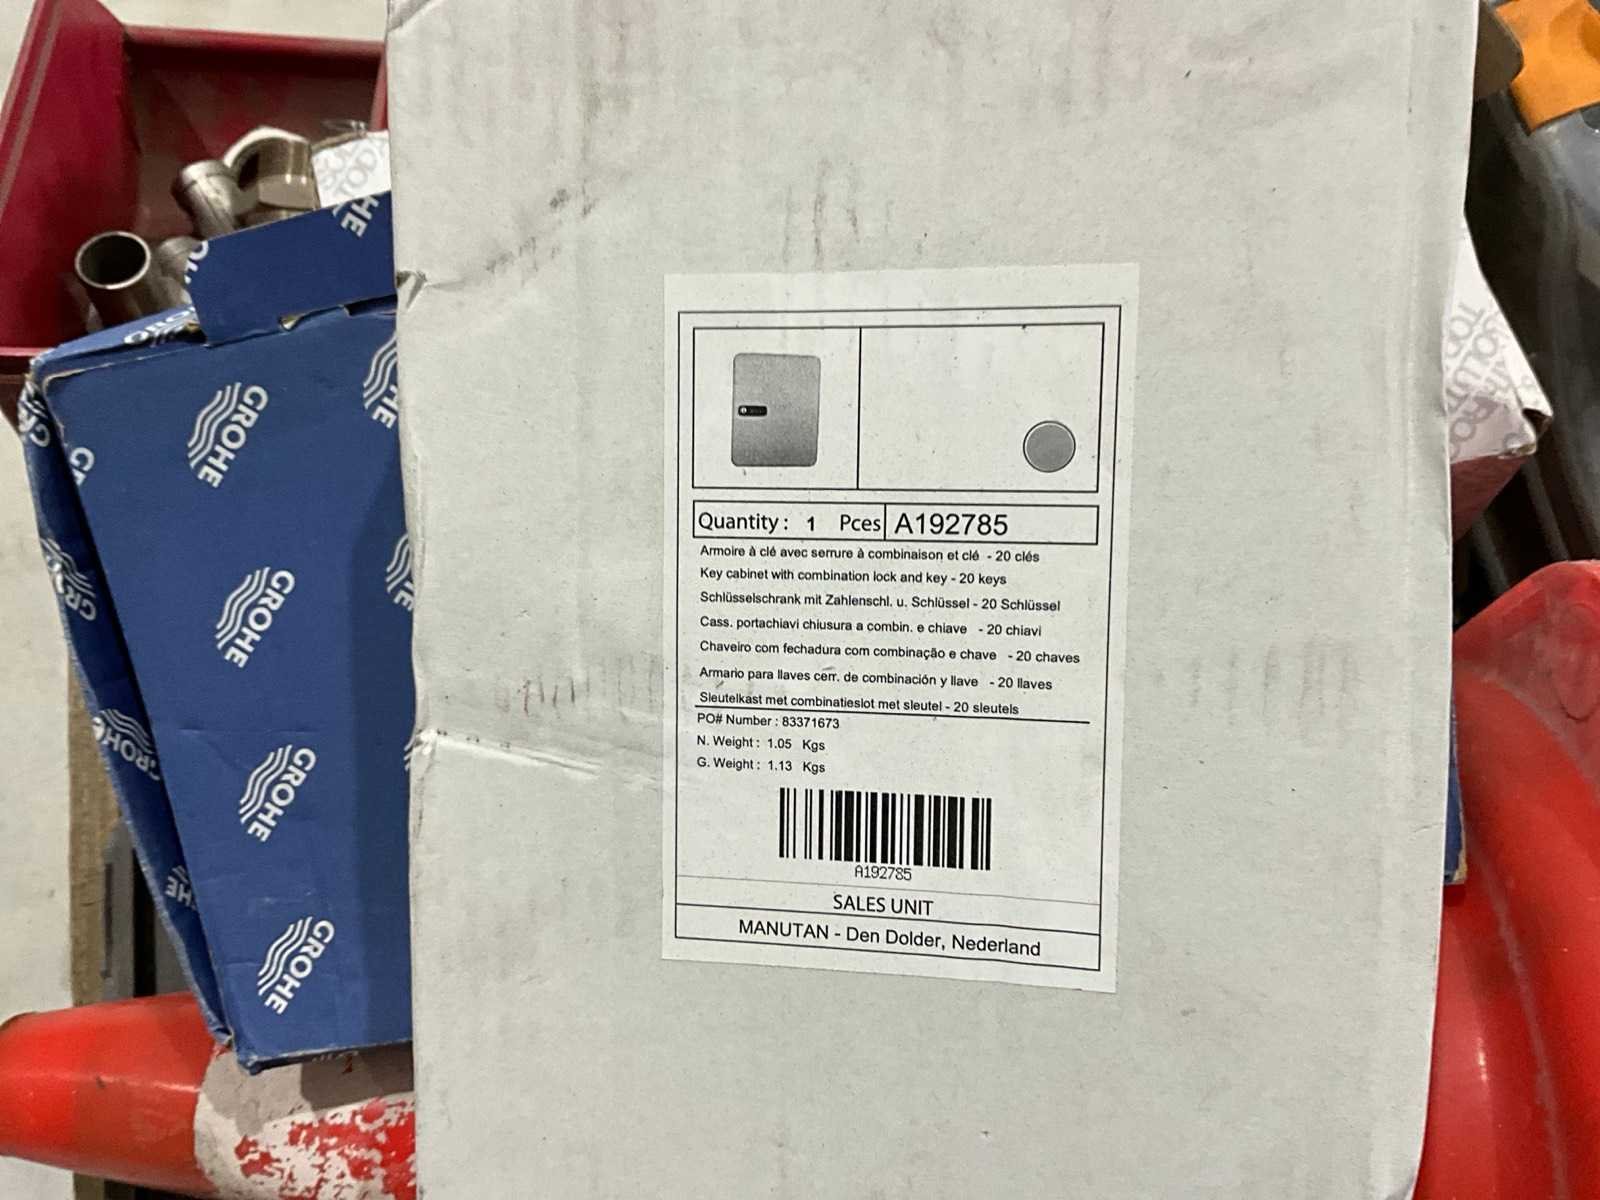 Quantity : 1 Pces A192785
Armoire à clé avec serrure à combinaison et clé - 20 clés
Key cabinet with combination lock and key - 20 keys
Schlüsselschrank mit Zahlenschl. u. Schlüssel - 20 Schlüssel
Cass. portachiavi chiusura a combin. e chiave - 20 chiavi
Chaveiro com fechadura com combinação e chave - 20 chaves
Armario para llaves cerr. de combinación y llave - 20 llaves
Sleutelkast met combinatieslot met sleutel - 20 sleutels
PO# Number : 83371673
N. Weight : 1.05 Kgs
G. Weight : 1.13 Kgs
A192785
SALES UNIT
MANUTAN - Den Dolder, Nederland
GROHE
GROHE
GROHE
GROHE